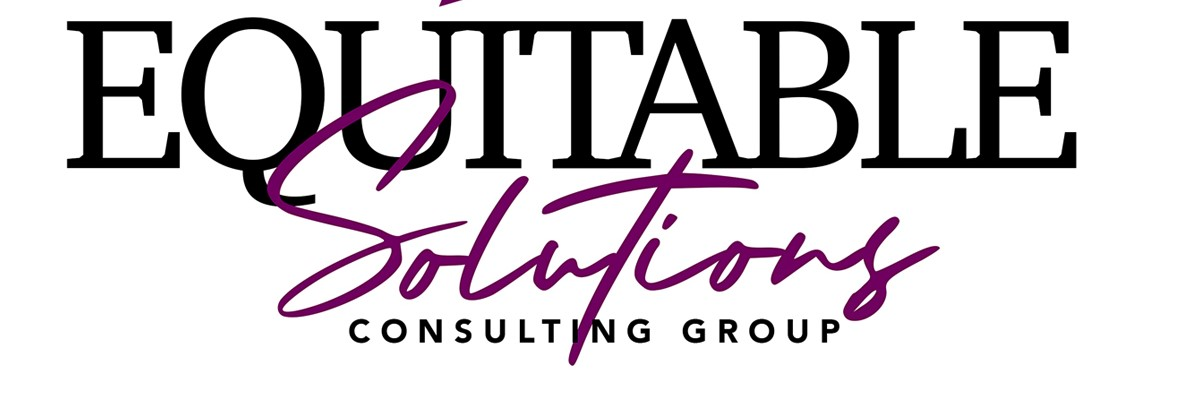 EQUITABLE
Solutions
CONSULTING GROUP